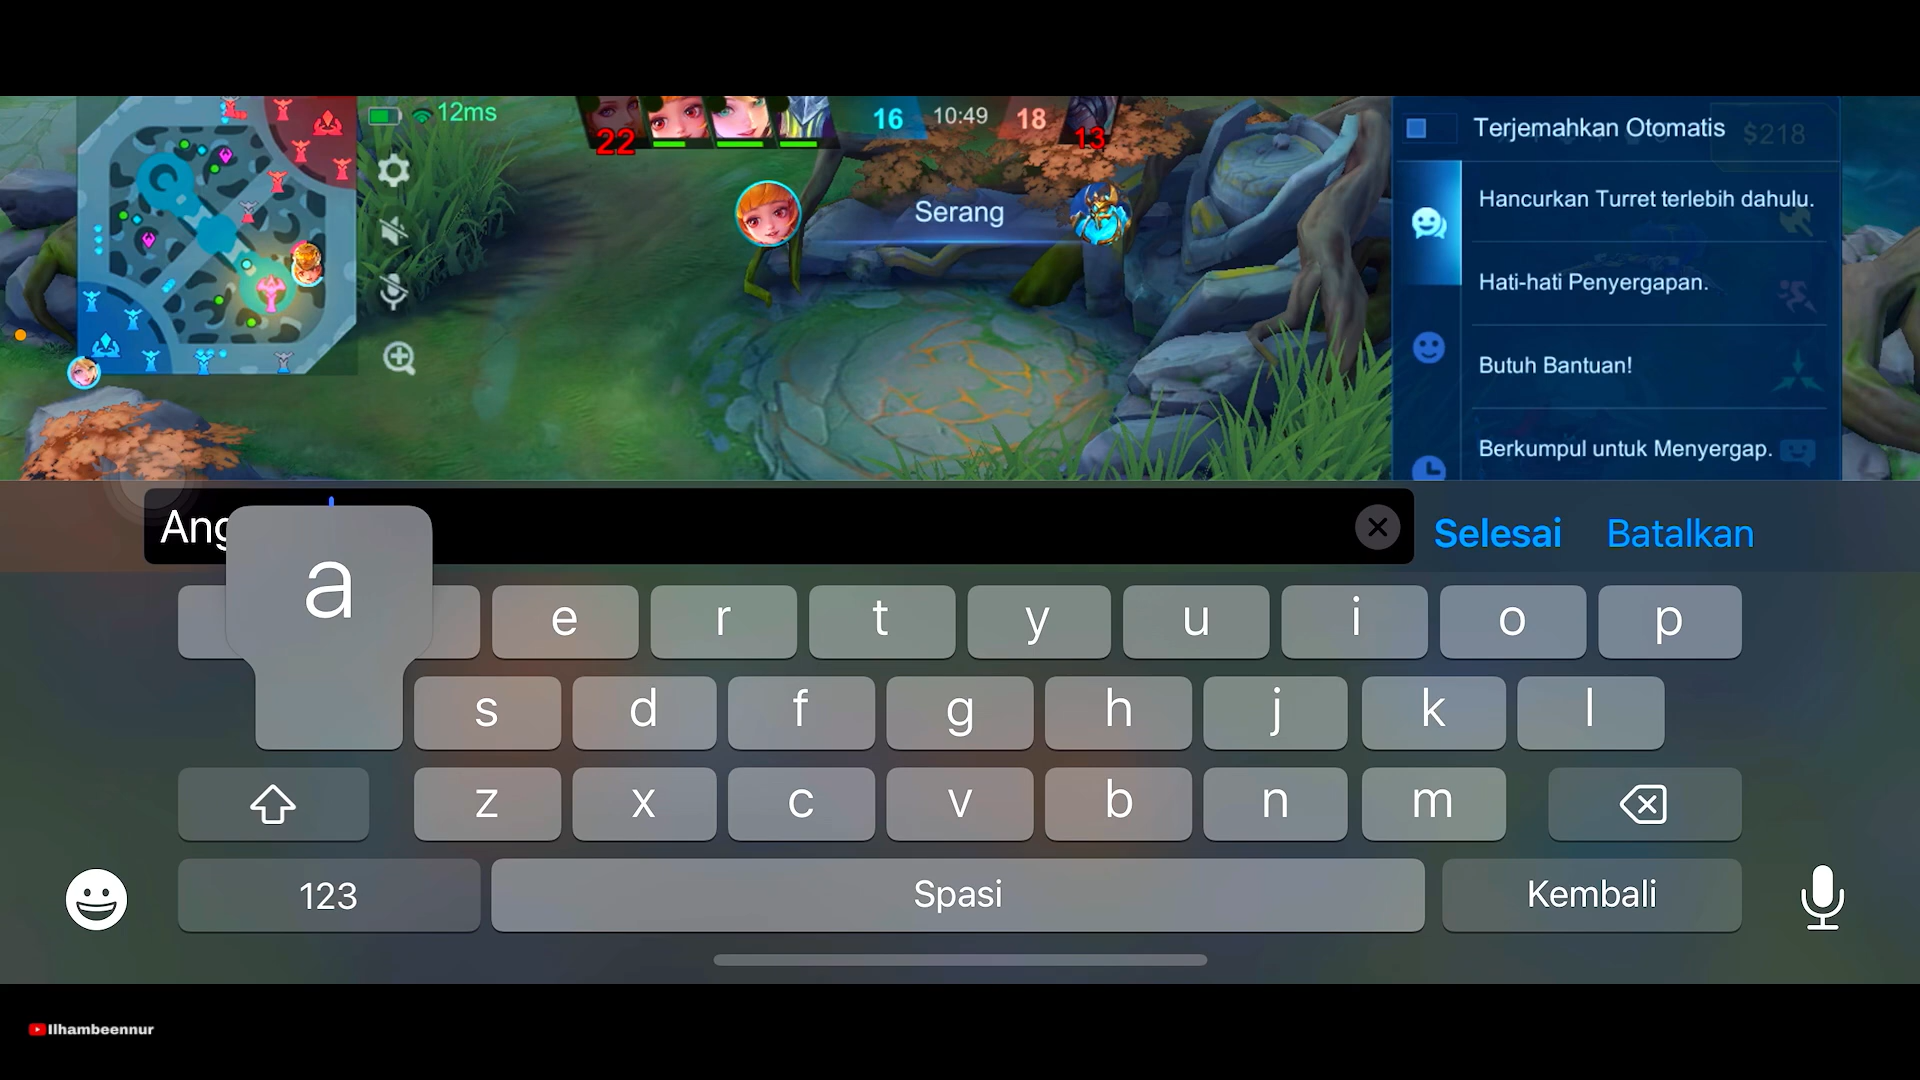 12ms
22
16
10:49
18
13
Terjemahkan Otomatis
$218
Serang
Hancurkan Turret terlebih dahulu.
Hati-hati Penyergapan.
Butuh Bantuan!
Berkumpul untuk Menyergap.
Selesai
Batalkan
a
e r t y u i o p
s d f g h j k l
z x c v b n m
123
Spasi
Kembali
Ilhambeennur